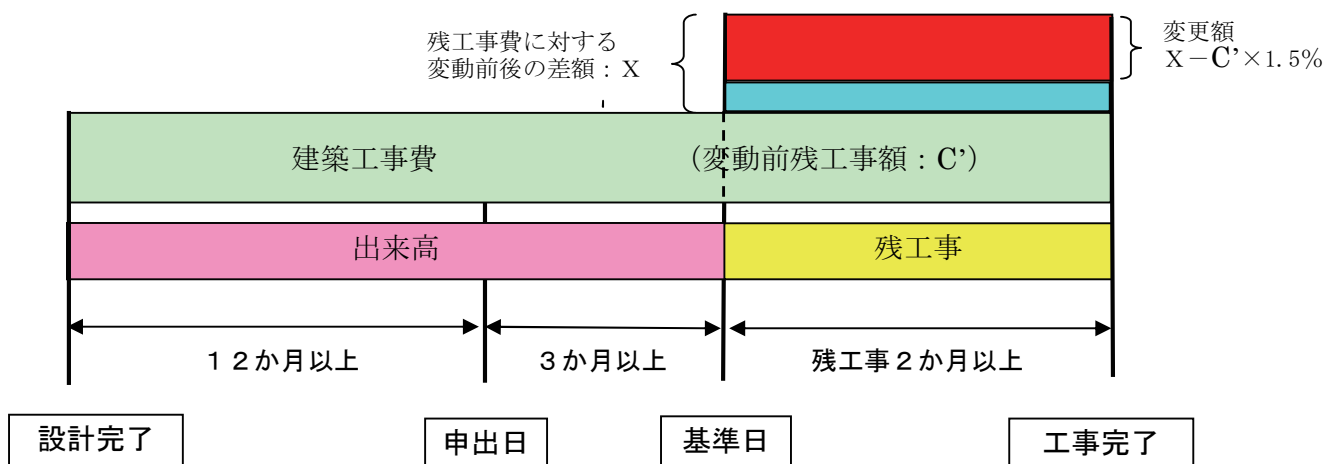 残工事費に対する
変動前後の差額：Ｘ
変更額
Ｘ－C’×1.5%
建築工事費
（変動前残工事額：C’）
出来高
残工事
１２か月以上
３か月以上
残工事２か月以上
設計完了
申出日
基準日
工事完了